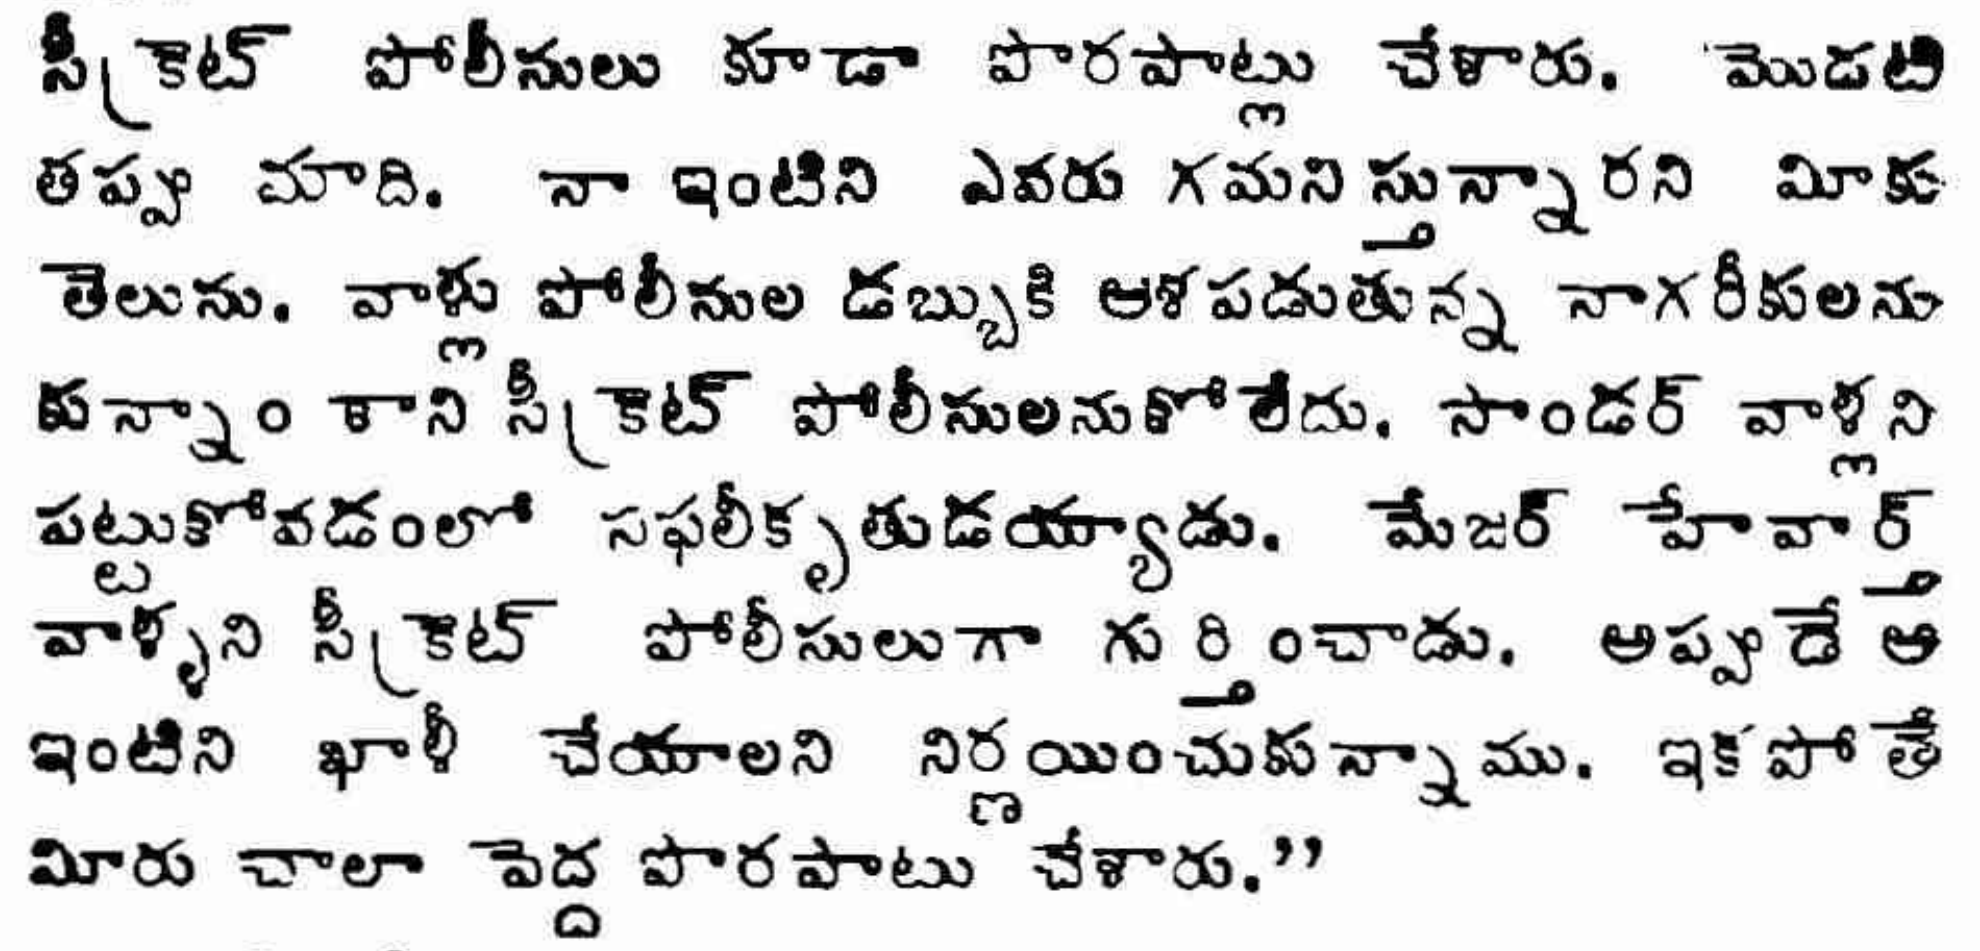 సీక్రెట్ పోలీసులు కూడా పొరపాట్లు చేశారు. మొదటి
తప్పు మాది. నా ఇంటిని ఎవరు గమనిస్తున్నారని మీకు
తెలును. వాళ్లు పోలీసుల డబ్బుకి ఆశపడుతున్న నాగరీకులను
కున్నాం కాని సీక్రెట్ పోలీసులనుకోలేదు. సాండర్ వాళ్లని
పట్టుకోవడంలో సఫలీకృతుడయ్యాడు. మేజర్ హేవార్త్
వాళ్ళని సీక్రెట్ పోలీసులుగా గుర్తించాడు. అప్పుడే ఆ
ఇంటిని ఖాళీ చేయాలని నిర్ణయించుకున్నాము. ఇకపోతే
మీరు చాలా పెద్ద పొరపాటు చేశారు.”